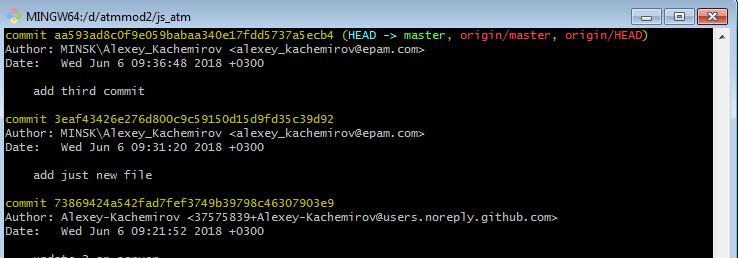 MINGW64:/d/atmmod2/js_atm
commit aa593ad8c0f9e059babaa340e17fdd5737a5ecb4 (HEAD -> master, origin/master, origin/HEAD)
Author: MINSK\Alexey_Kachemirov <alexey_kachemirov@epam.com>
Date:   Wed Jun 6 09:36:48 2018 +0300
    add third commit
commit 3eaf43426e276d800c9c59150d15d9fd35c39d92
Author: MINSK\Alexey_Kachemirov <alexey_kachemirov@epam.com>
Date:   Wed Jun 6 09:31:20 2018 +0300
    add just new file
commit 73869424a542fad7fef3749b39798c46307903e9
Author: Alexey-Kachemirov <37575839+Alexey-Kachemirov@users.noreply.github.com>
Date:   Wed Jun 6 09:21:52 2018 +0300